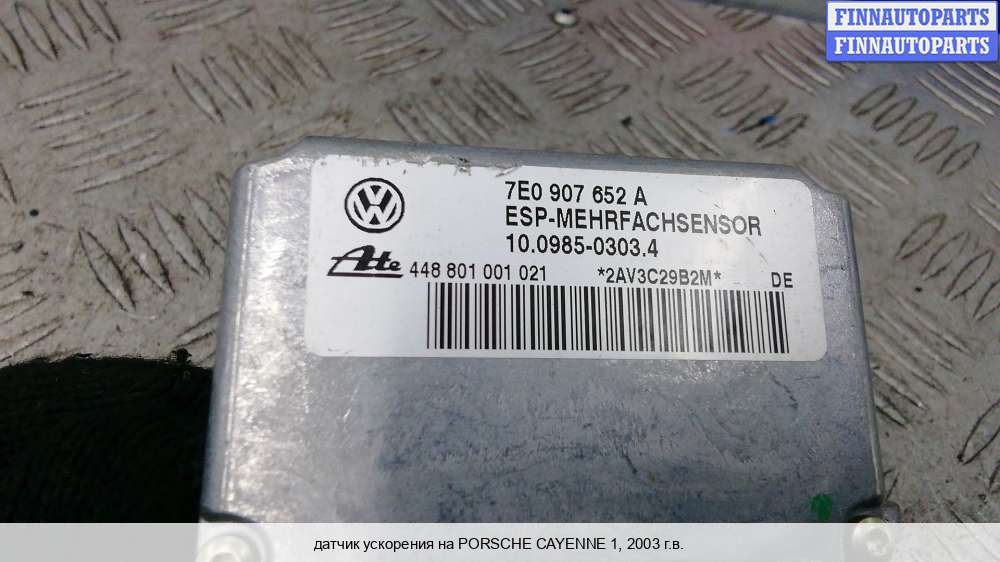 FINNAUTOPARTS
FINNAUTOPARTS
7E0 907 652 A
ESP-MEHRFACHSENSOR
10.0985-0303.4
Ate 448 801 001 021 *2AV3C29B2M* DE
датчик ускорения на PORSCHE CAYENNE 1, 2003 г.в.